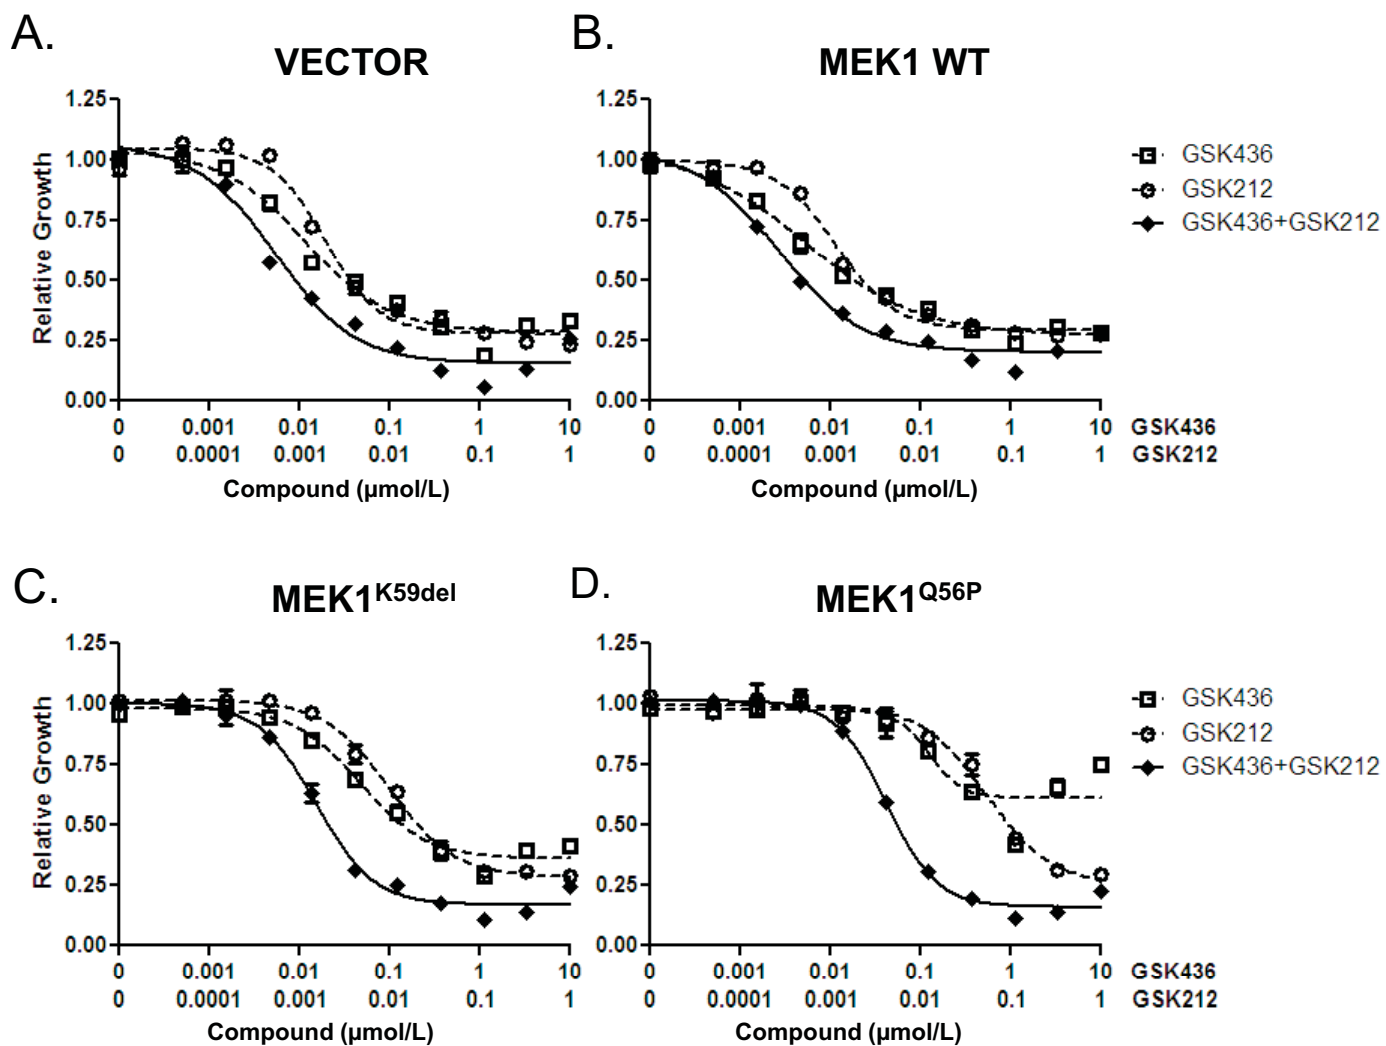 A.
VECTOR
B.
MEK1 WT
1.25
1.00
0.75
0.50
0.25
0.00
Relative Growth
0 0.001 0.01 0.1 1 10
0 0.0001 0.001 0.01 0.1 1
Compound (µmol/L)
1.25
1.00
0.75
0.50
0.25
0.00
0 0.001 0.01 0.1 1 10 GSK436
0 0.0001 0.001 0.01 0.1 1 GSK212
Compound (µmol/L)
GSK436
GSK212
GSK436+GSK212
C.
MEK1K59del
D.
MEK1Q56P
1.25
1.00
0.75
0.50
0.25
0.00
Relative Growth
0 0.001 0.01 0.1 1 10
0 0.0001 0.001 0.01 0.1 1
Compound (µmol/L)
1.25
1.00
0.75
0.50
0.25
0.00
0 0.001 0.01 0.1 1 10 GSK436
0 0.0001 0.001 0.01 0.1 1 GSK212
Compound (µmol/L)
GSK436
GSK212
GSK436+GSK212